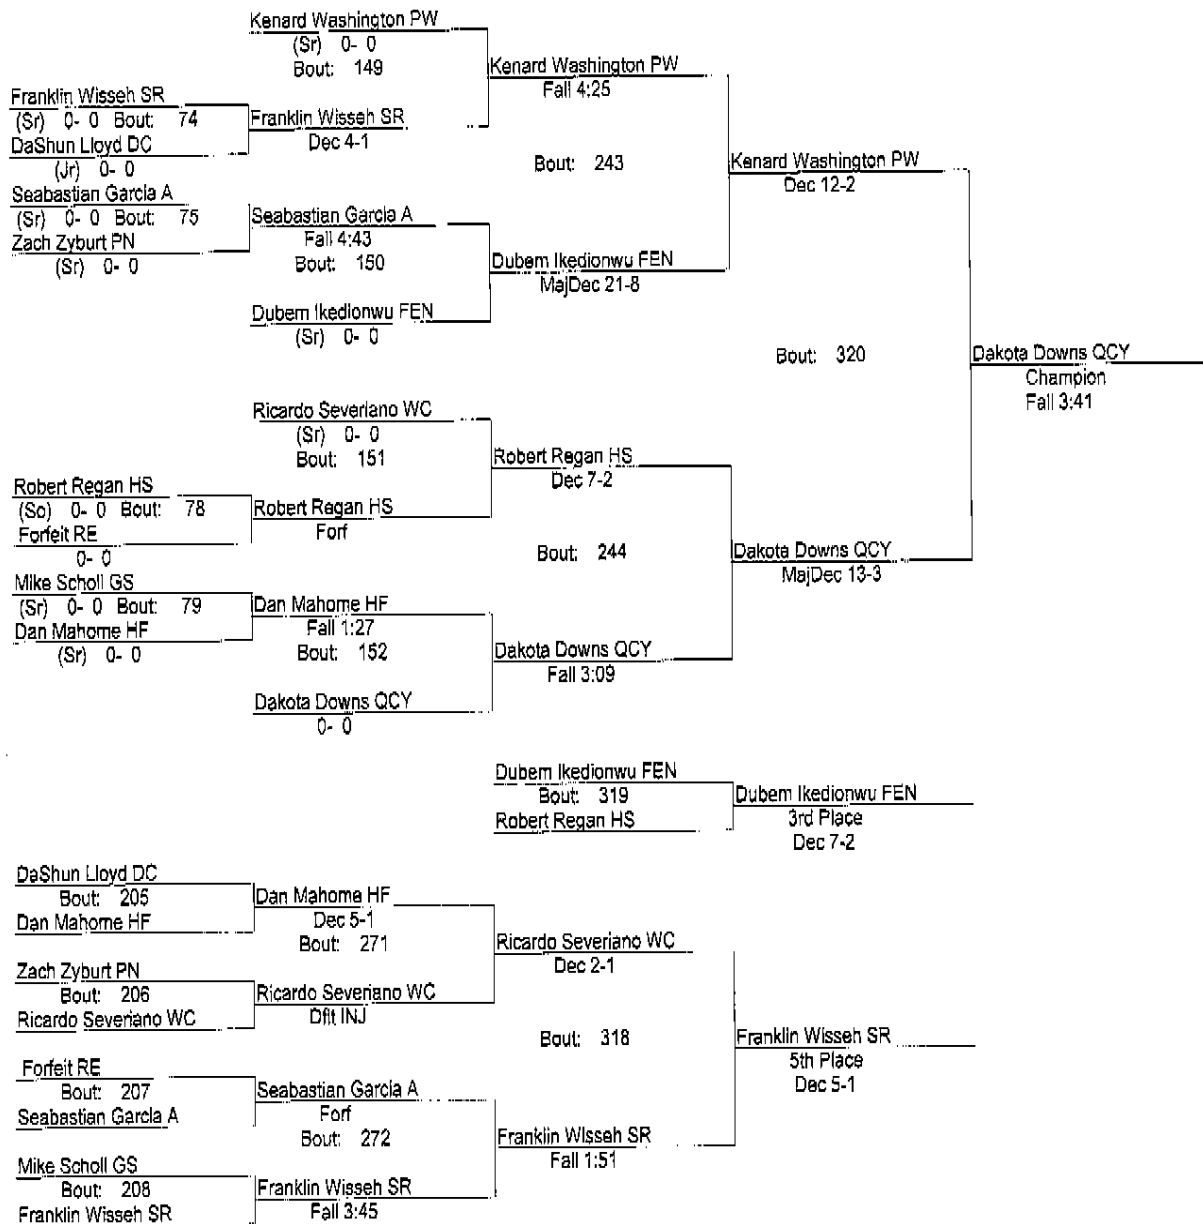 Kenard Washington PW
(Sr) 0- 0
Bout: 149
Kenard Washington PW
Fall 4:25
Franklin Wisseh SR
(Sr) 0- 0 Bout: 74
Franklin Wisseh SR
Dec 4-1
DaShun Lloyd DC
(Jr) 0- 0
Bout: 243
Kenard Washington PW
Dec 12-2
Seabastian Garcia A
(Sr) 0- 0 Bout: 75
Seabastian Garcia A
Fall 4:43
Bout: 150
Zach Zyburt PN
(Sr) 0- 0
Dubem Ikedionwu FEN
MajDec 21-8
Dubem Ikedionwu FEN
(Sr) 0- 0
Bout: 320
Dakota Downs QCY
Champion
Fall 3:41
Ricardo Severiano WC
(Sr) 0- 0
Bout: 151
Robert Regan HS
Dec 7-2
Robert Regan HS
(So) 0- 0 Bout: 78
Robert Regan HS
Forf
Forfeit RE
0- 0
Bout: 244
Dakota Downs QCY
MajDec 13-3
Mike Scholl GS
(Sr) 0- 0 Bout: 79
Dan Mahome HF
Fall 1:27
Bout: 152
Dan Mahome HF
(Sr) 0- 0
Dakota Downs QCY
Fall 3:09
Dakota Downs QCY
0- 0
Dubem Ikedionwu FEN
Bout: 319
Robert Regan HS
Dubem Ikedionwu FEN
3rd Place
Dec 7-2
DaShun Lloyd DC
Bout: 205
Dan Mahome HF
Dan Mahome HF
Dec 5-1
Bout: 271
Ricardo Severiano WC
Dec 2-1
Zach Zyburt PN
Bout: 206
Ricardo Severiano WC
Ricardo Severiano WC
Dflt INJ
Bout: 318
Franklin Wisseh SR
5th Place
Dec 5-1
Forfeit RE
Bout: 207
Seabastian Garcia A
Seabastian Garcia A
Forf
Bout: 272
Franklin Wisseh SR
Fall 1:51
Mike Scholl GS
Bout: 208
Franklin Wisseh SR
Franklin Wisseh SR
Fall 3:45